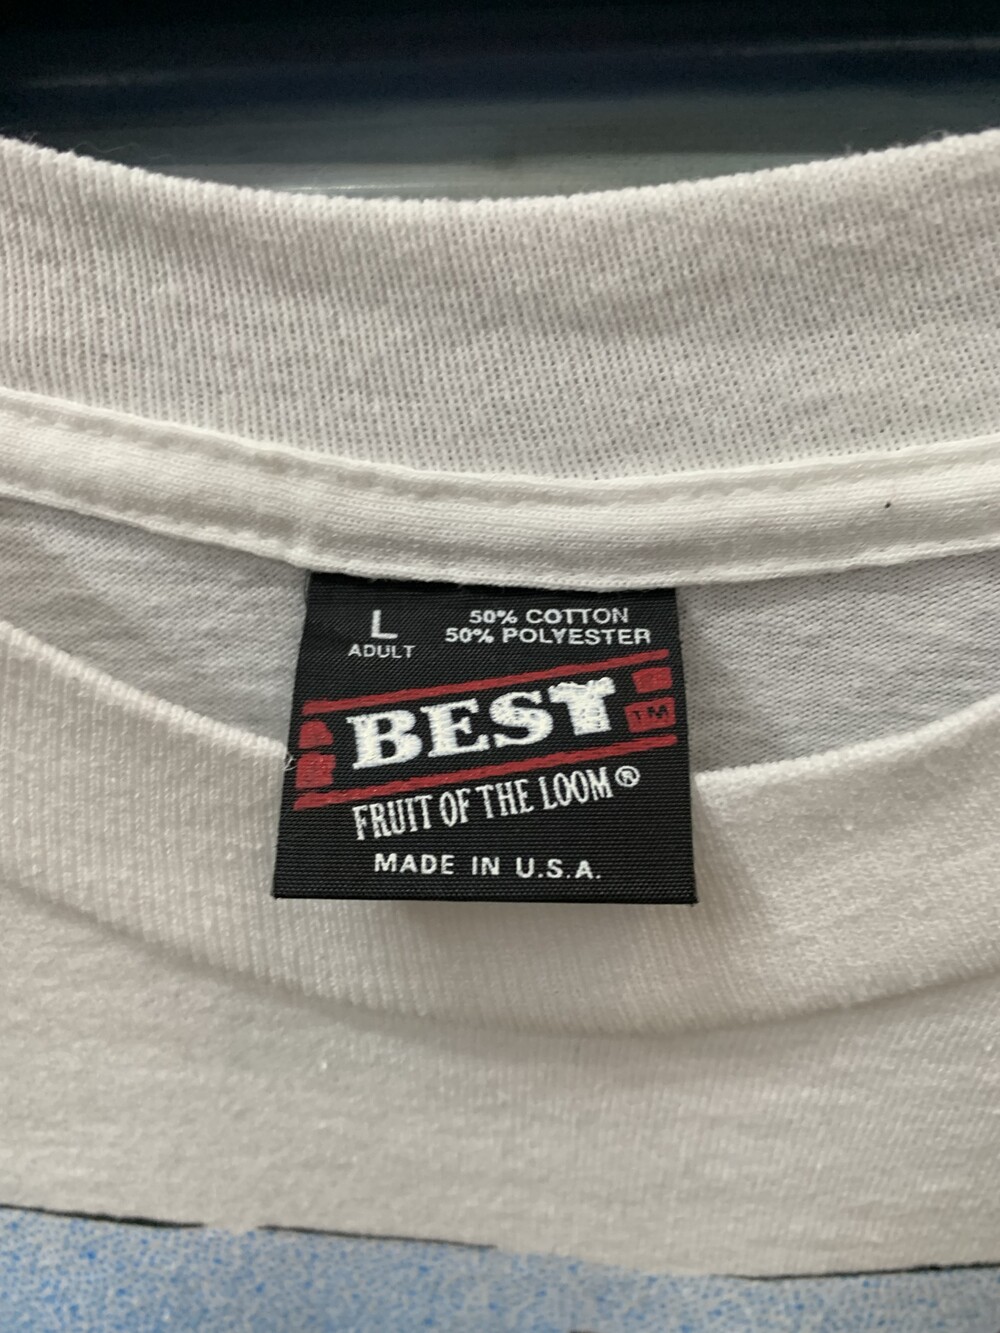 L
ADULT
50% COTTON
50% POLYESTER
BEST
TM
FRUIT OF THE LOOM®
MADE IN U.S.A.